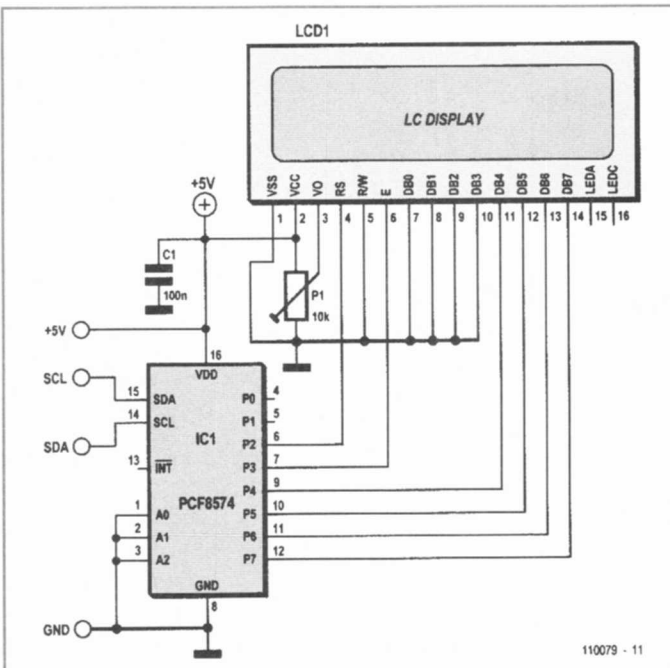 LCD1
LC DISPLAY
VSS VCC VO RS R/W E DB0 DB1 DB2 DB3 DB4 DB5 DB6 DB7 LEDA LEDC
1 2 3 4 5 6 7 8 9 10 11 12 13 14 15 16
+5V
C1
100n
P1
10k
+5V
16
VDD
SCL
15 SDA P0 4
14 SCL P1 5
IC1
P2 6
SDA
13 INT P3 7
P4 9
PCF8574
1 A0 P5 10
2 A1 P6 11
3 A2 P7 12
GND
8
GND
110079 - 11